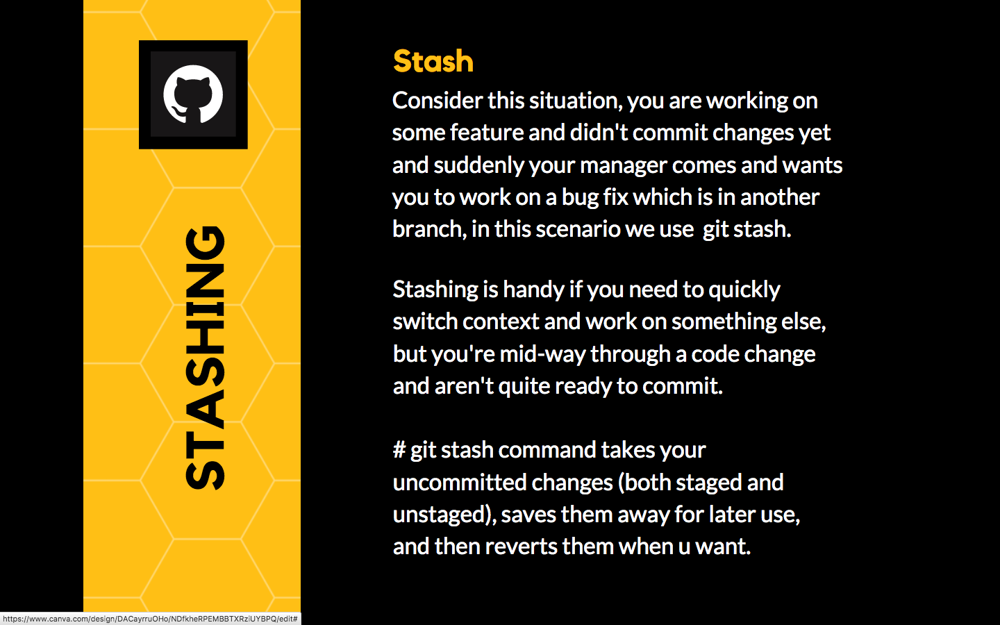 STASHING
Stash
Consider this situation, you are working on
some feature and didn't commit changes yet
and suddenly your manager comes and wants
you to work on a bug fix which is in another
branch, in this scenario we use  git stash.
Stashing is handy if you need to quickly
switch context and work on something else,
but you're mid-way through a code change
and aren't quite ready to commit.
# git stash command takes your
uncommitted changes (both staged and
unstaged), saves them away for later use,
and then reverts them when u want.
https://www.canva.com/design/DACayrruOHo/NDfkheRPEMBBTXRziUYBPQ/edit#